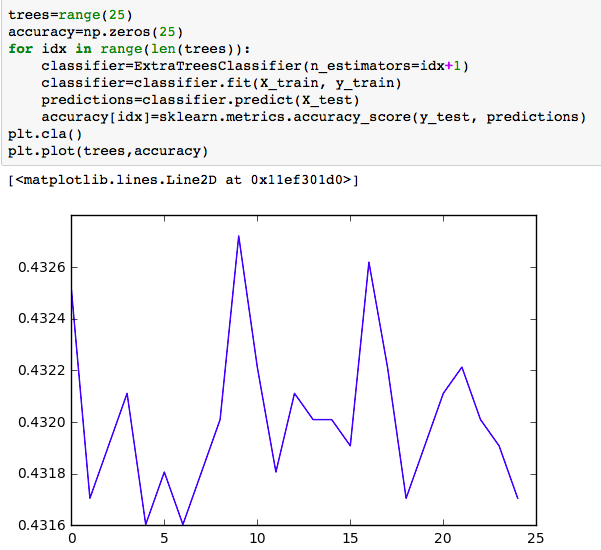 trees=range(25)
accuracy=np.zeros(25)
for idx in range(len(trees)):
    classifier=ExtraTreesClassifier(n_estimators=idx+1)
    classifier=classifier.fit(X_train, y_train)
    predictions=classifier.predict(X_test)
    accuracy[idx]=sklearn.metrics.accuracy_score(y_test, predictions)
plt.cla()
plt.plot(trees,accuracy)
[<matplotlib.lines.Line2D at 0x11ef301d0>]
0.4326
0.4324
0.4322
0.4320
0.4318
0.4316
0 5 10 15 20 25